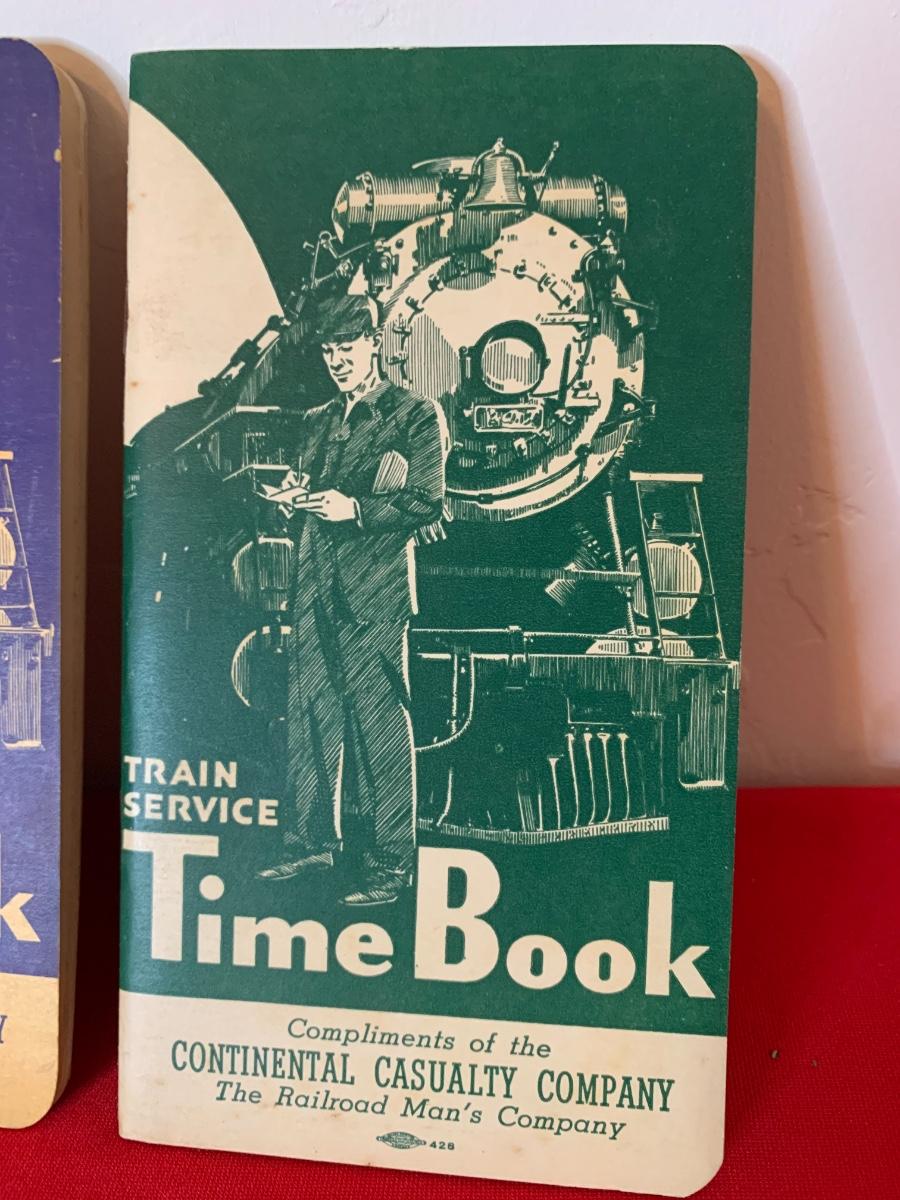 TRAIN
SERVICE
Time Book
Compliments of the
CONTINENTAL CASUALTY COMPANY
The Railroad Man's Company
428
k
Y